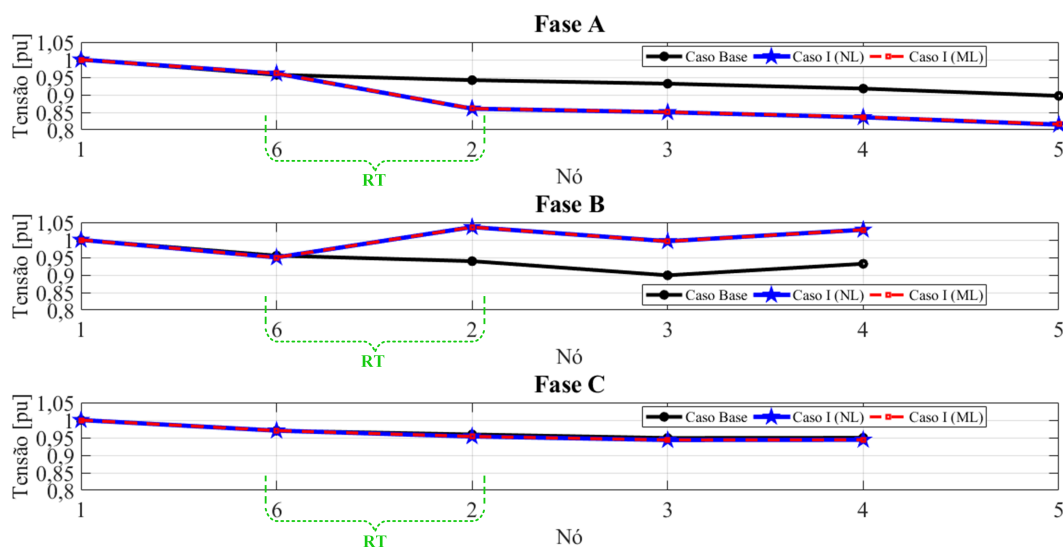 Fase A
Tensão [pu]
1,05
1
0,95
0,9
0,85
0,8
Caso Base Caso I (NL) Caso I (ML)
1 6 2 3 4 5
RT
Nó
Fase B
Tensão [pu]
1,05
1
0,95
0,9
0,85
0,8
Caso Base Caso I (NL) Caso I (ML)
1 6 2 3 4 5
RT
Nó
Fase C
Tensão [pu]
1,05
1
0,95
0,9
0,85
0,8
Caso Base Caso I (NL) Caso I (ML)
1 6 2 3 4 5
RT
Nó